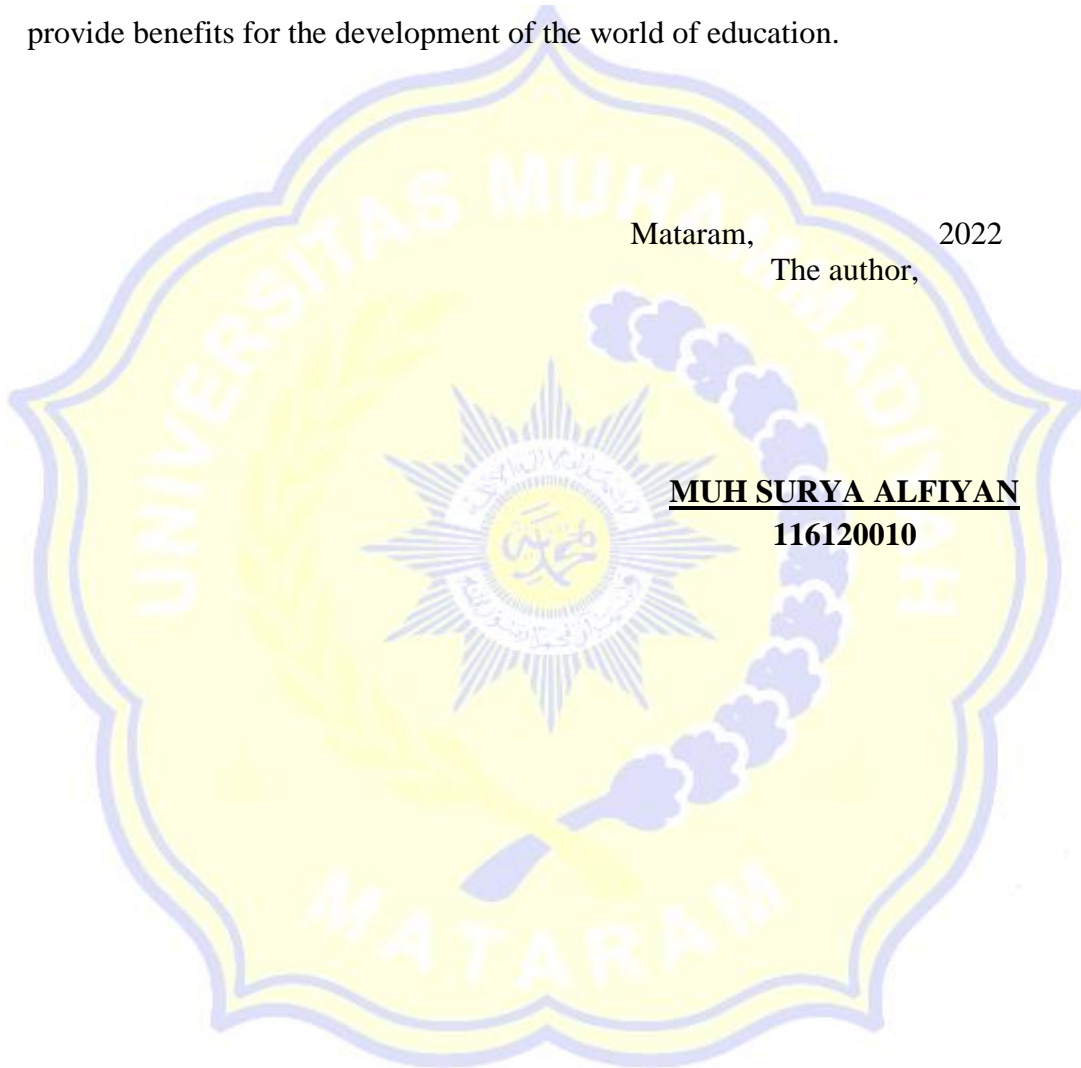 provide benefits for the development of the world of education.
Mataram, 2022
The author,
MUH SURYA ALFIYAN
116120010
UNIVERSITAS MUHAMMADIYAH
MATARAM